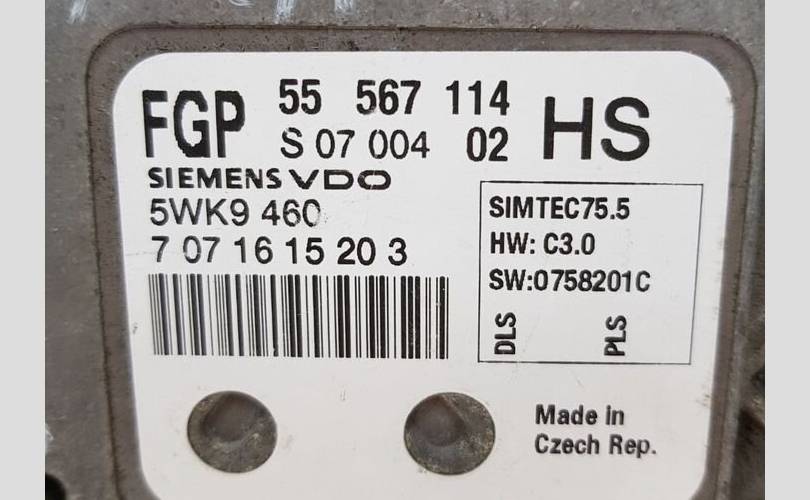 FGP 55 567 114 HS
S 07 004 02
SIEMENS VDO
5WK9 460
7 07 16 15 20 3
SIMTEC75.5
HW: C3.0
SW:0758201C
DLS PLS
Made in
Czech Rep.